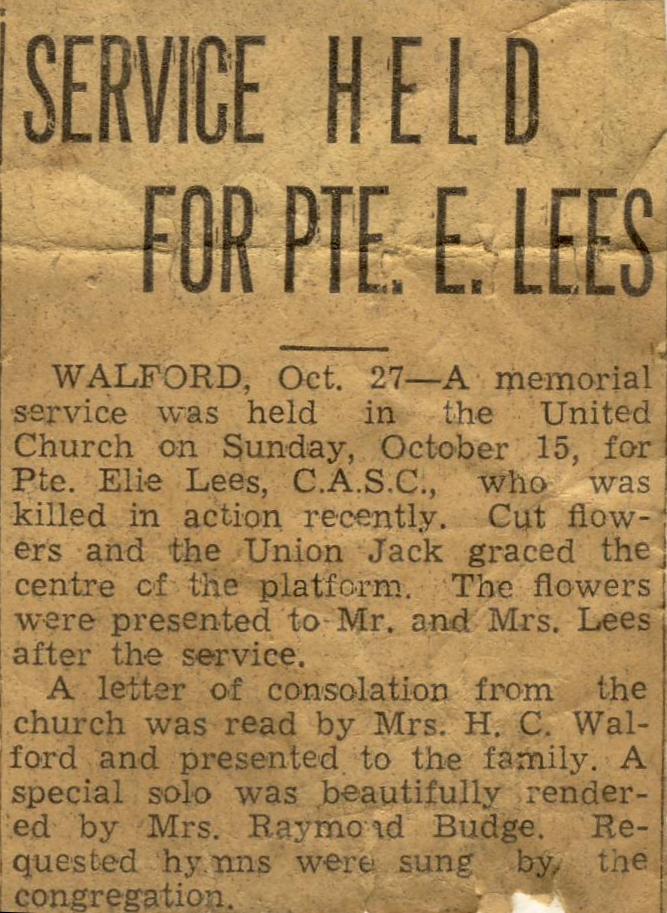 SERVICE HELD
FOR PTE. E. LEES
WALFORD, Oct. 27—A memorial
service was held in the United
Church on Sunday, October 15, for
Pte. Elie Lees, C.A.S.C., who was
killed in action recently. Cut flow-
ers and the Union Jack graced the
centre of the platform. The flowers
were presented to Mr. and Mrs. Lees
after the service.
A letter of consolation from the
church was read by Mrs. H. C. Wal-
ford and presented to the family. A
special solo was beautifully render-
ed by Mrs. Raymond Budge. Re-
quested hymns were sung by the
congregation.